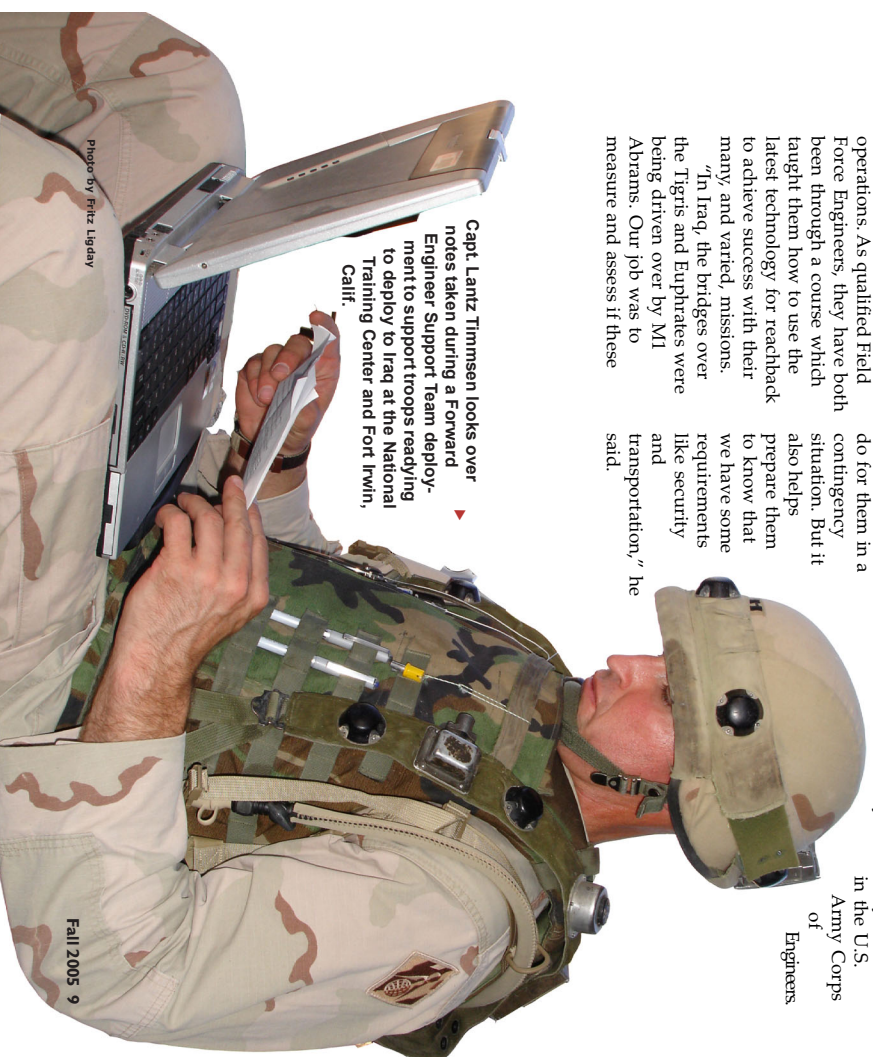 operations. As qualified Field
Force Engineers, they have both
been through a course which
taught them how to use the
latest technology for reachback
to achieve success with their
many, and varied, missions.
"In Iraq, the bridges over
the Tigris and Euphrates were
being driven over by M1
Abrams. Our job was to
measure and assess if these
do for them in a
contingency
situation. But it
also helps
prepare them
to know that
we have some
requirements
like security
and
transportation," he
said.
in the U.S.
Army Corps
of
Engineers.
Capt. Lantz Timmsen looks over
notes taken during a Forward
Engineer Support Team deploy-
ment to support troops readying
to deploy to Iraq at the National
Training Center and Fort Irwin,
Calif.
Photo by Fritz Ligday
Fall 2005 9